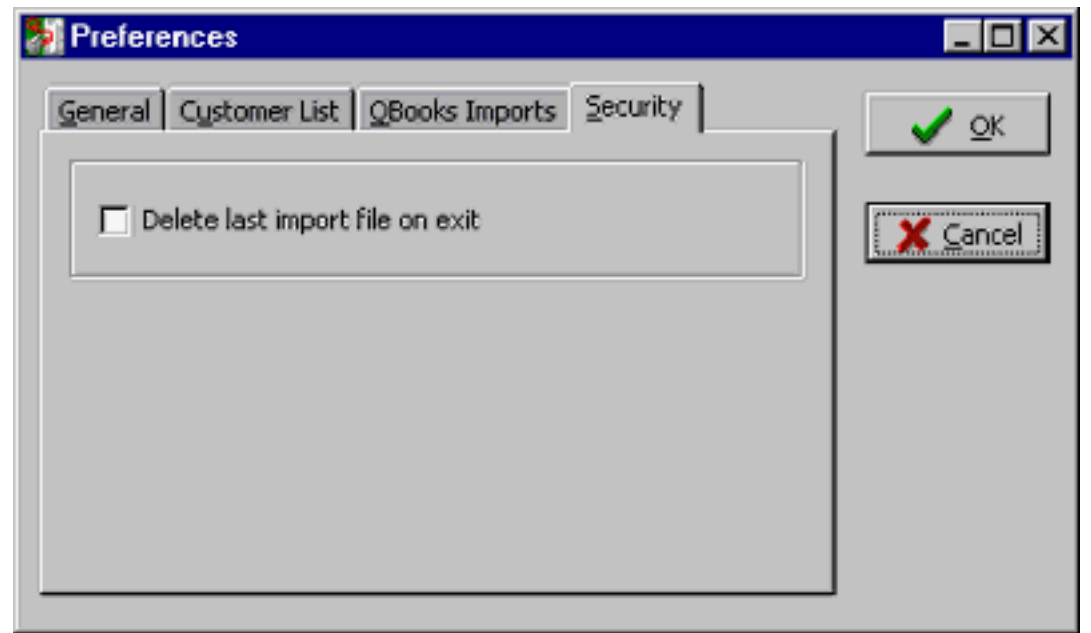 Preferences
General Customer List QBooks Imports Security
OK
Delete last import file on exit
Cancel